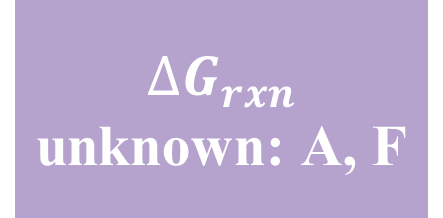 ΔG_rxn
unknown: A, F